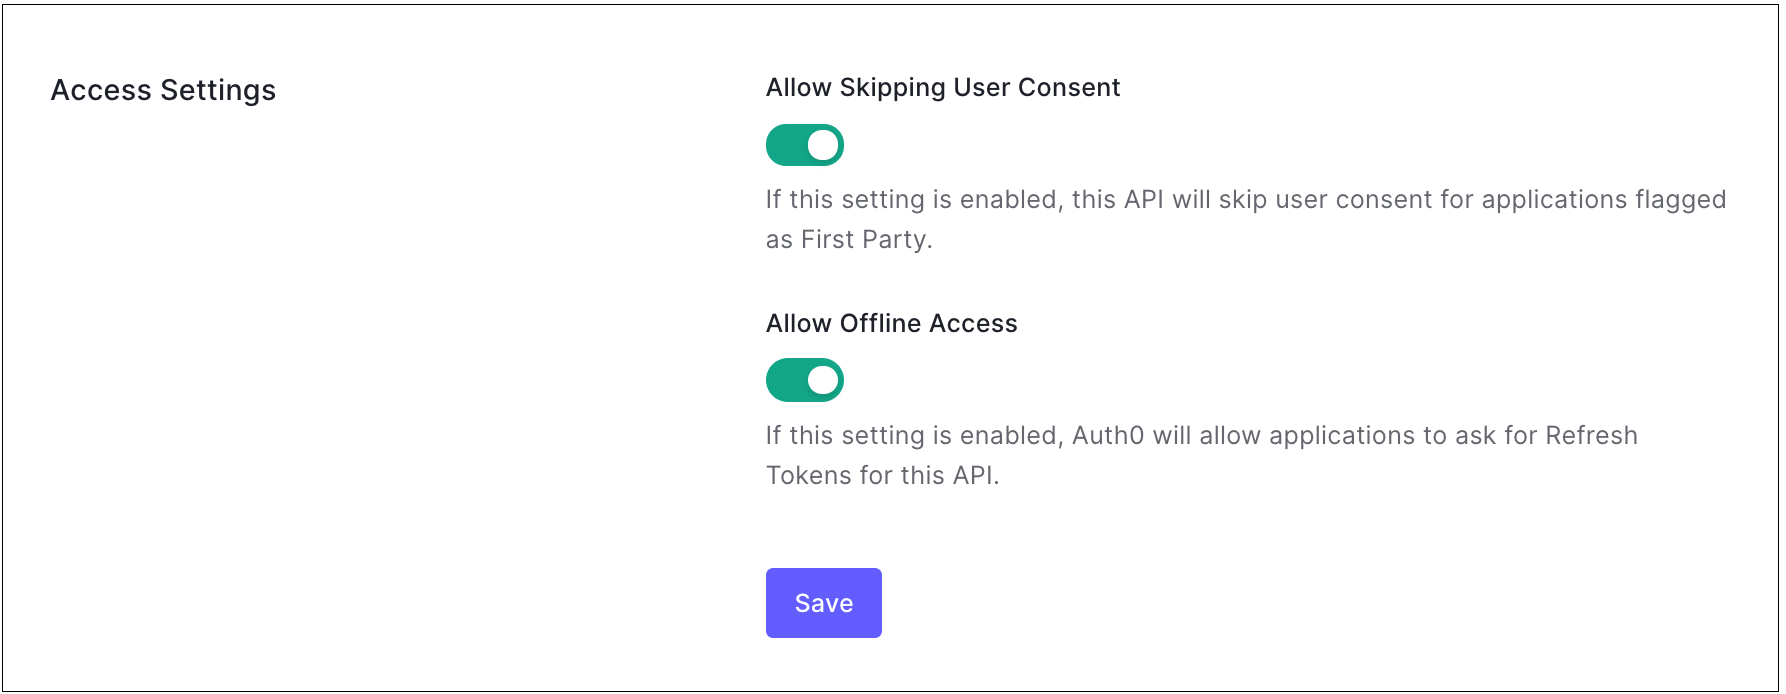 Access Settings
Allow Skipping User Consent
If this setting is enabled, this API will skip user consent for applications flagged
as First Party.
Allow Offline Access
If this setting is enabled, Auth0 will allow applications to ask for Refresh
Tokens for this API.
Save